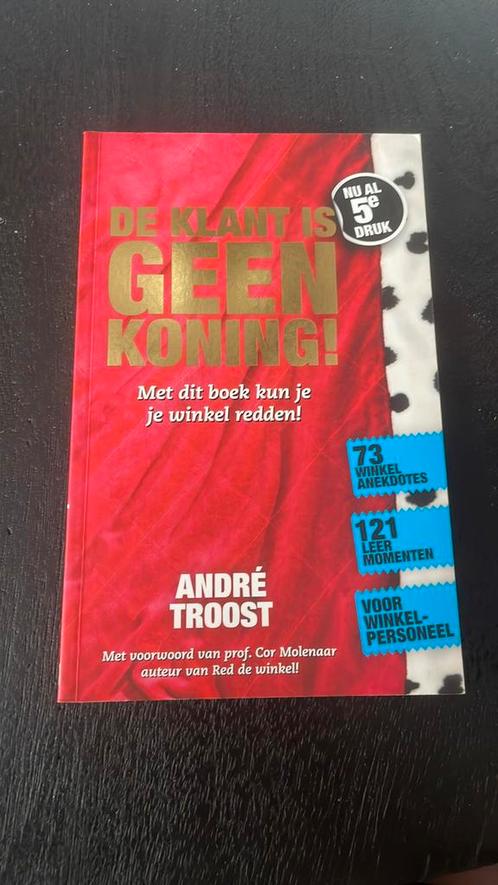 NU AL
5e
DRUK
DE KLANT IS
GEEN
KONING!
Met dit boek kun je
je winkel redden!
73
WINKEL
ANEKDOTES
121
LEER
MOMENTEN
VOOR
WINKEL-
PERSONEEL
ANDRÉ
TROOST
Met voorwoord van prof. Cor Molenaar
auteur van Red de winkel!